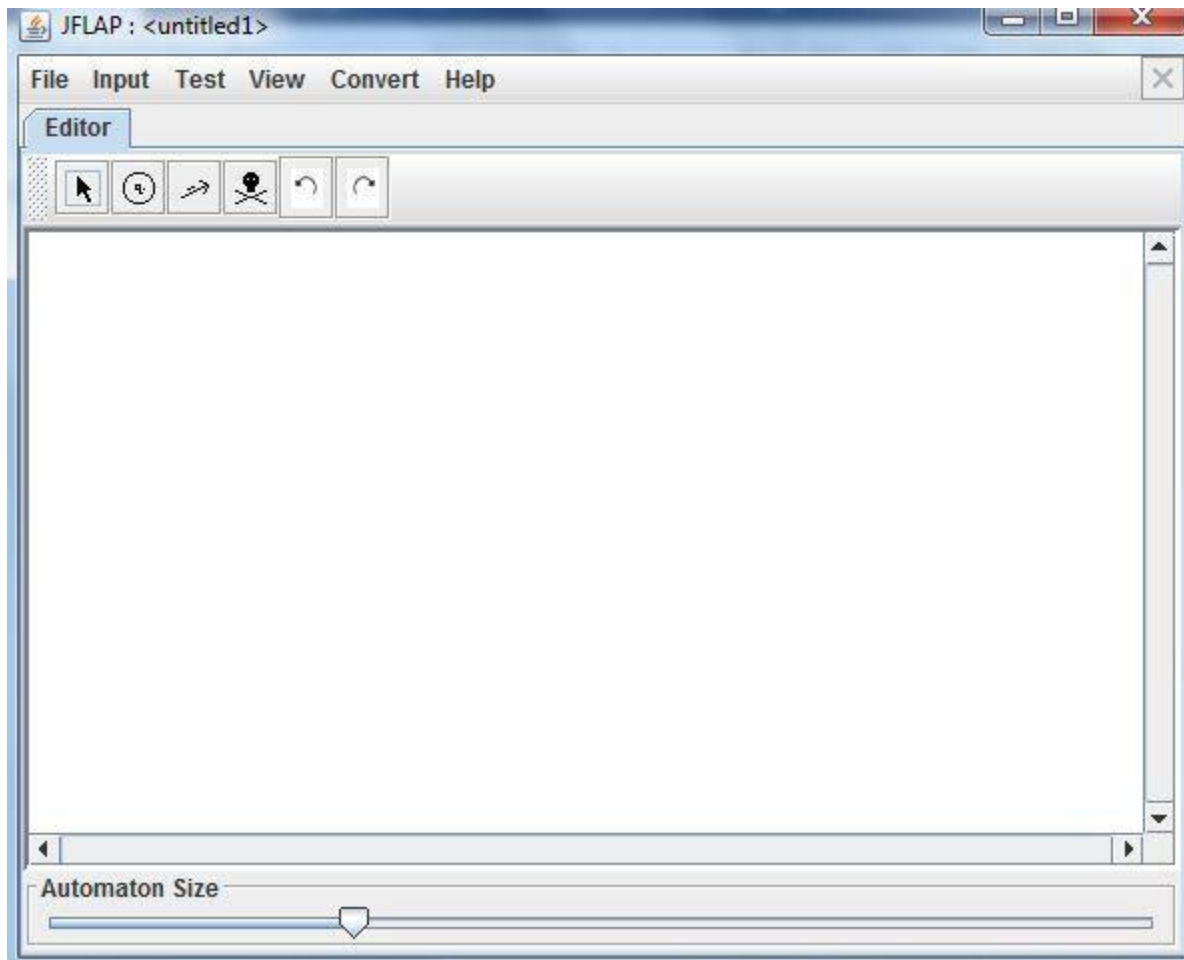 JFLAP : <untitled1>
File Input Test View Convert Help
Editor
q
Automaton Size